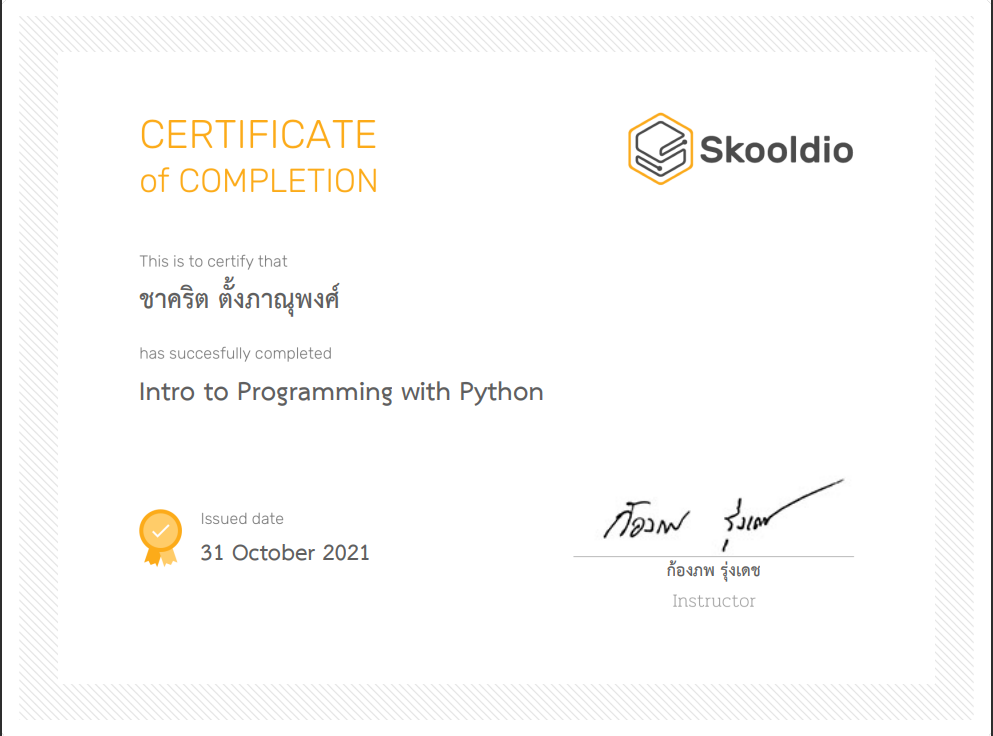 CERTIFICATE
of COMPLETION
Skooldio
This is to certify that
ชาคริต ตั้งภาณุพงศ์
has succesfully completed
Intro to Programming with Python
Issued date
31 October 2021
ก้องภพ รุ่งเดช
ก้องภพ รุ่งเดช
Instructor